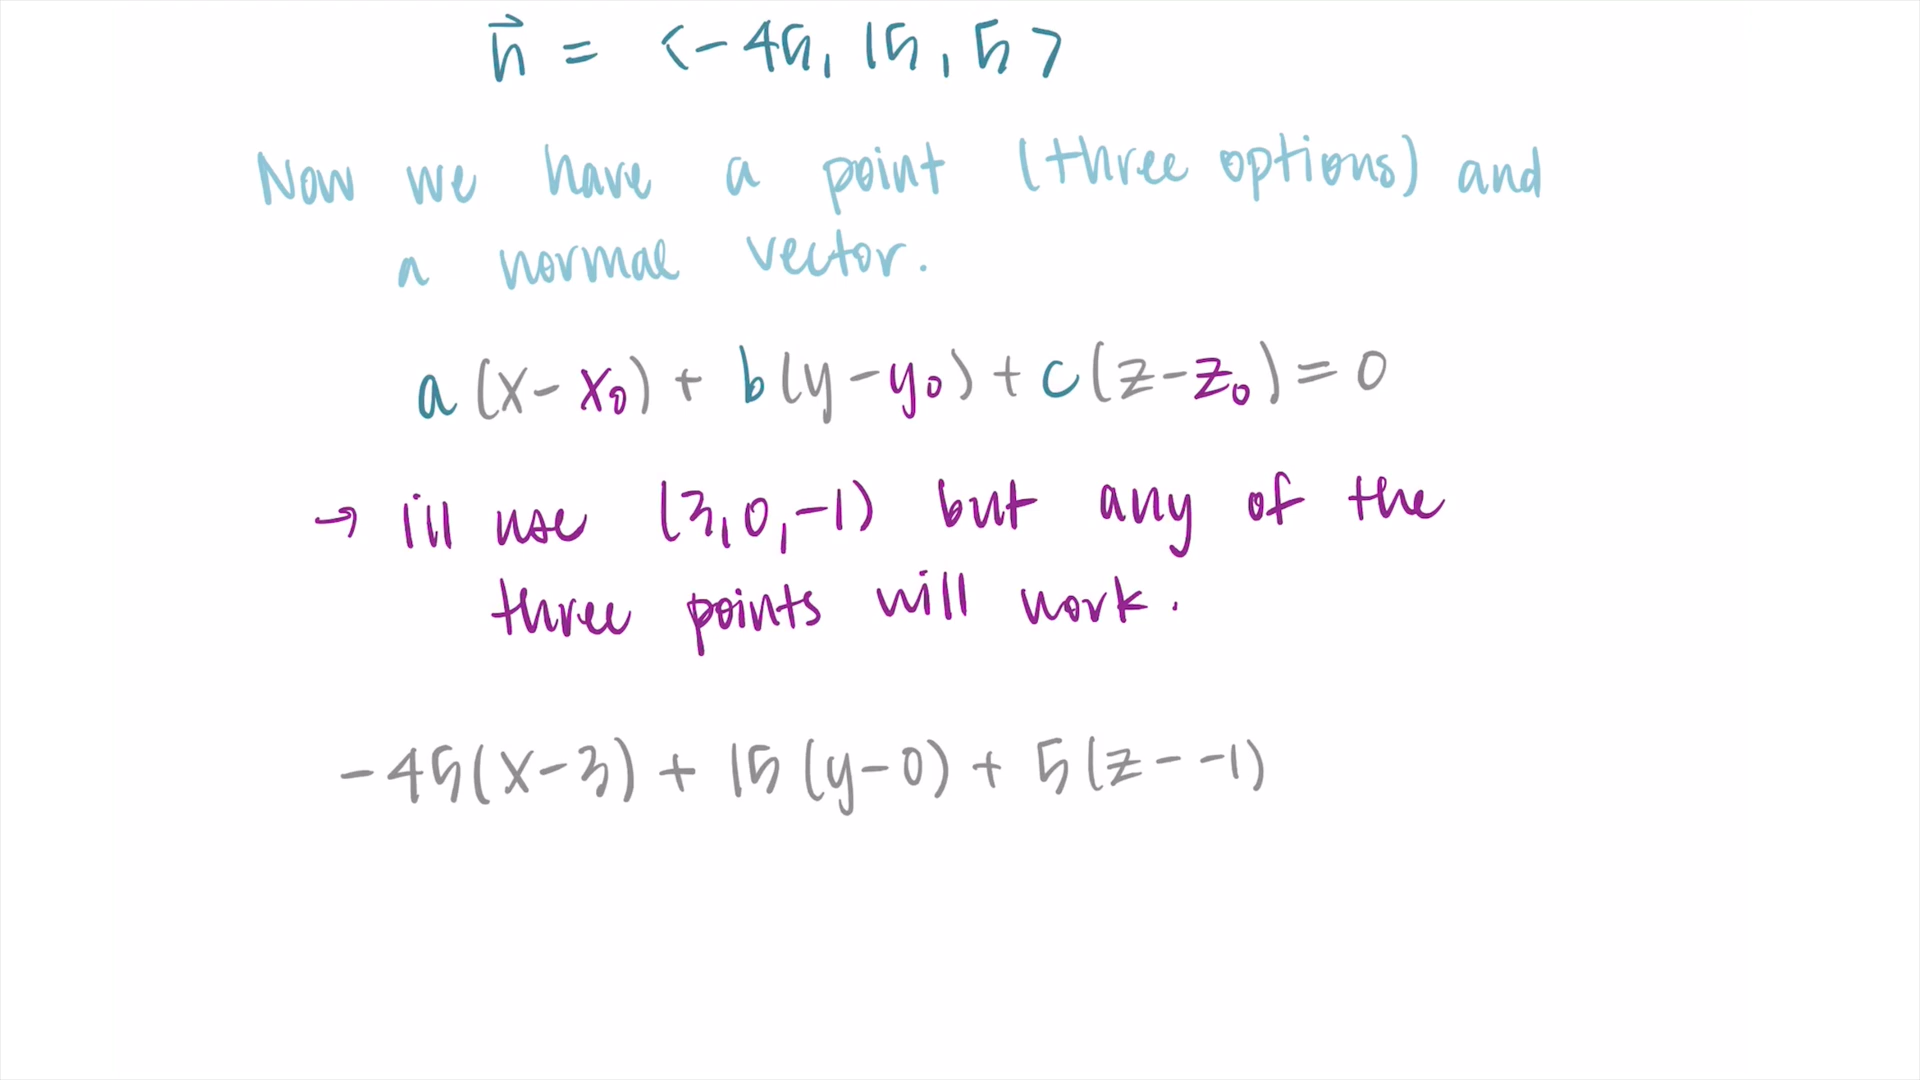 n⃗ = <-45, 15, 5>
Now we have a point (three options) and
a normal vector.
a(x-x₀) + b(y-y₀) + c(z-z₀) = 0
→ ill use (3,0,-1) but any of the
three points will work.
-45(x-3) + 15(y-0) + 5(z--1)